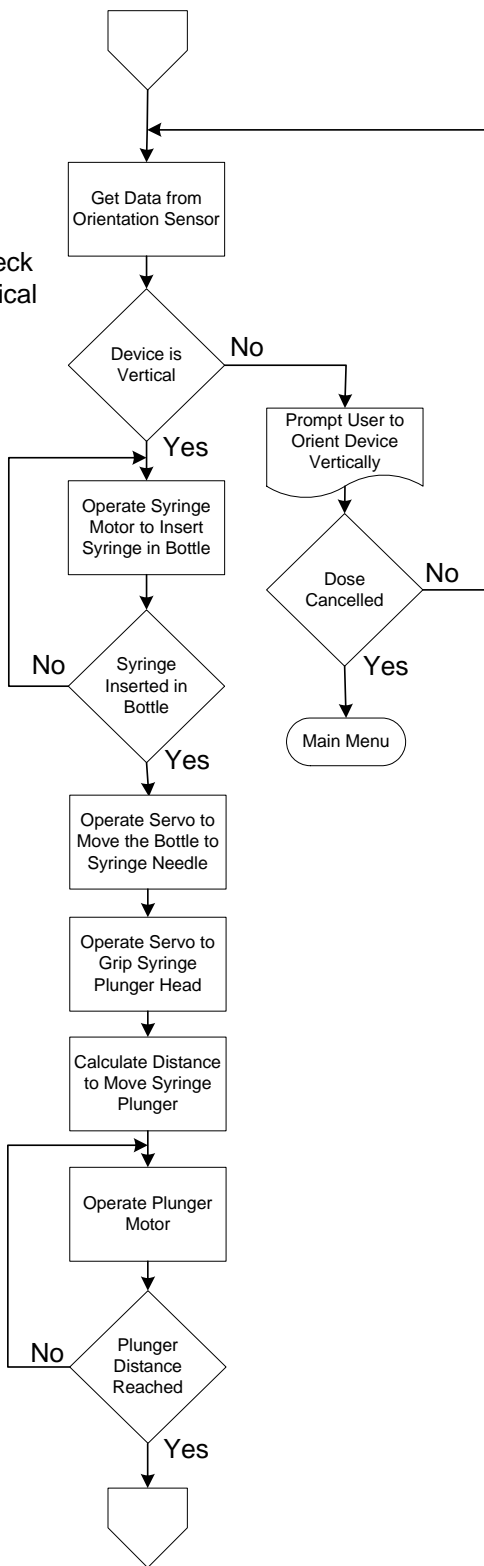 Get Data from
Orientation Sensor
eck
ical
Device is
Vertical
No
Yes
Prompt User to
Orient Device
Vertically
Operate Syringe
Motor to Insert
Syringe in Bottle
Dose
Cancelled
No
Yes
Main Menu
No
Syringe
Inserted in
Bottle
Yes
Operate Servo to
Move the Bottle to
Syringe Needle
Operate Servo to
Grip Syringe
Plunger Head
Calculate Distance
to Move Syringe
Plunger
Operate Plunger
Motor
No
Plunger
Distance
Reached
Yes